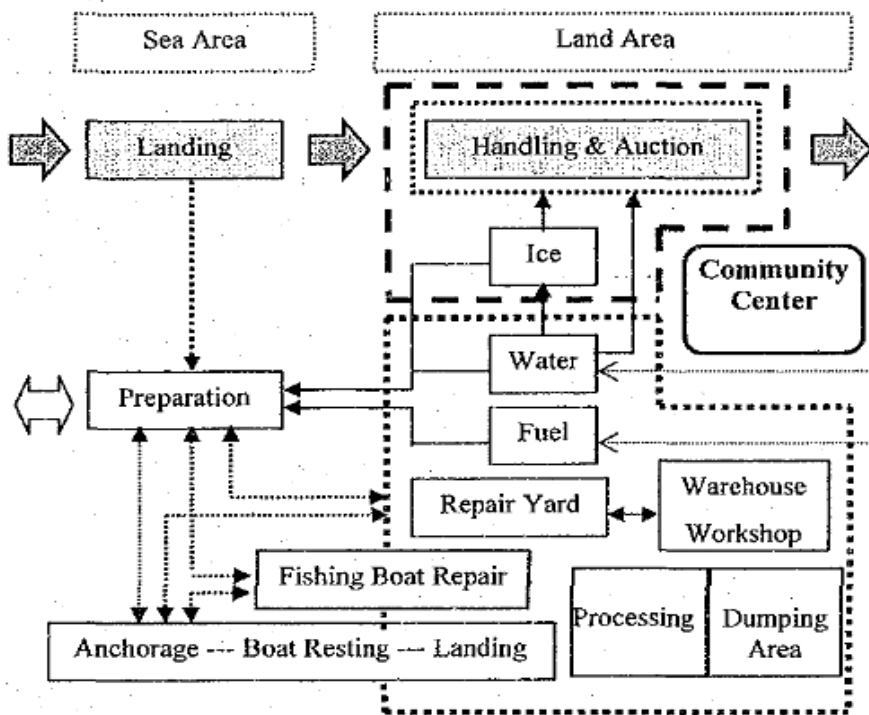 Sea Area
Land Area
Landing
Handling & Auction
Ice
Community
Center
Water
Preparation
Fuel
Repair Yard
Warehouse
Workshop
Fishing Boat Repair
Processing
Dumping
Area
Anchorage --- Boat Resting --- Landing